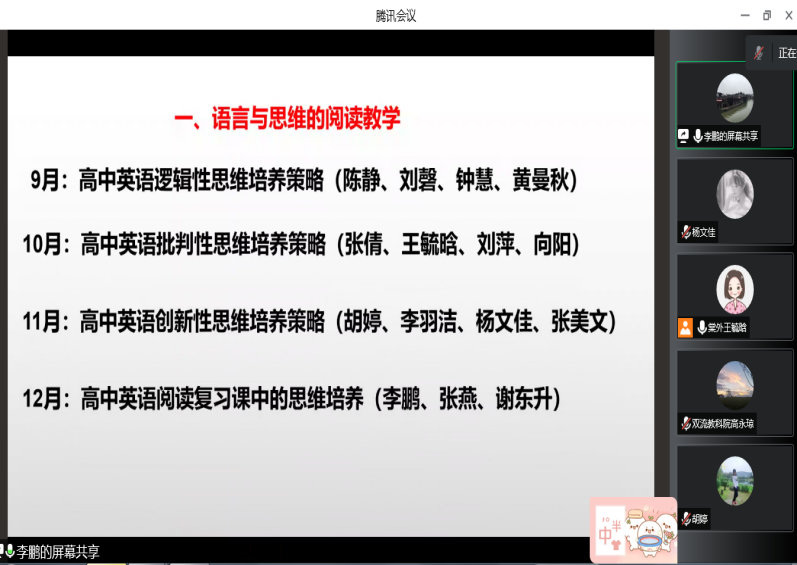 腾讯会议
正在
一、语言与思维的阅读教学
9月：高中英语逻辑性思维培养策略（陈静、刘磬、钟慧、黄曼秋）
10月：高中英语批判性思维培养策略（张倩、王毓晗、刘萍、向阳）
11月：高中英语创新性思维培养策略（胡婷、李羽洁、杨文佳、张美文）
12月：高中英语阅读复习课中的思维培养（李鹏、张燕、谢东升）
李鹏的屏幕共享
杨文佳
棠外王毓晗
双流教科院高永琼
胡婷
中
半
李鹏的屏幕共享